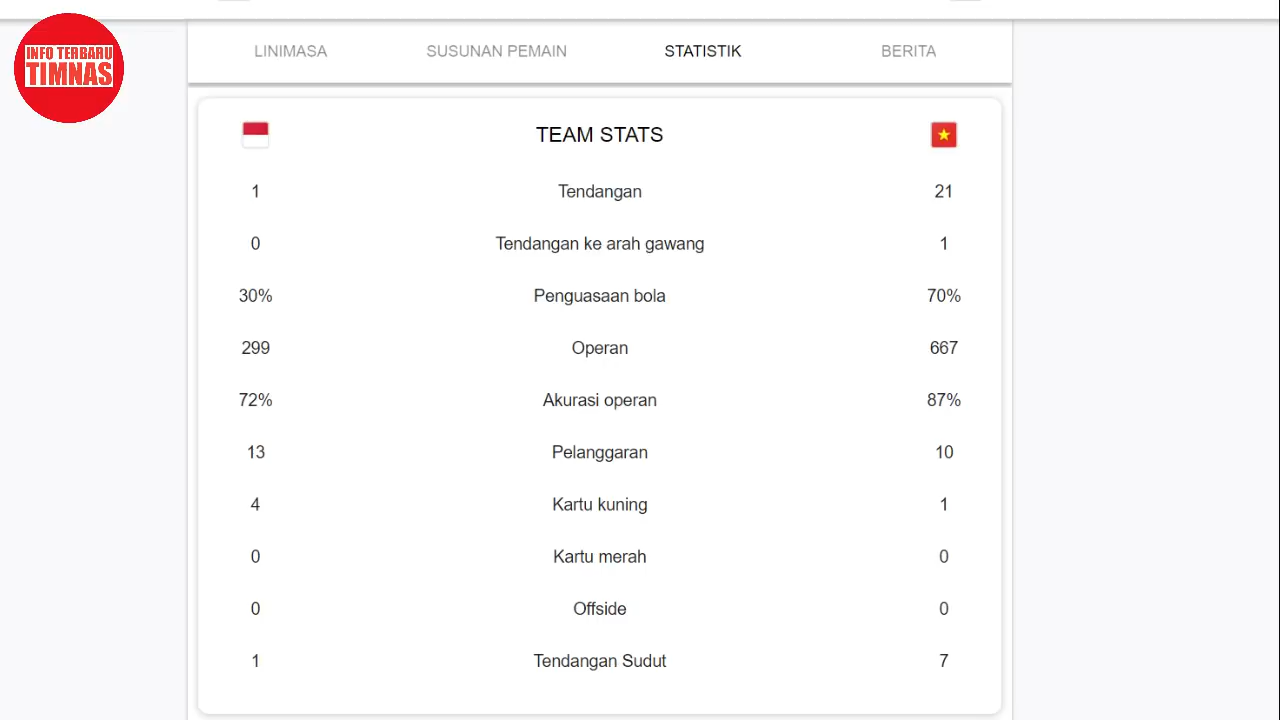 INFO TERBARU
TIMNAS
LINIMASA SUSUNAN PEMAIN STATISTIK BERITA
TEAM STATS
1 Tendangan 21
0 Tendangan ke arah gawang 1
30% Penguasaan bola 70%
299 Operan 667
72% Akurasi operan 87%
13 Pelanggaran 10
4 Kartu kuning 1
0 Kartu merah 0
0 Offside 0
1 Tendangan Sudut 7